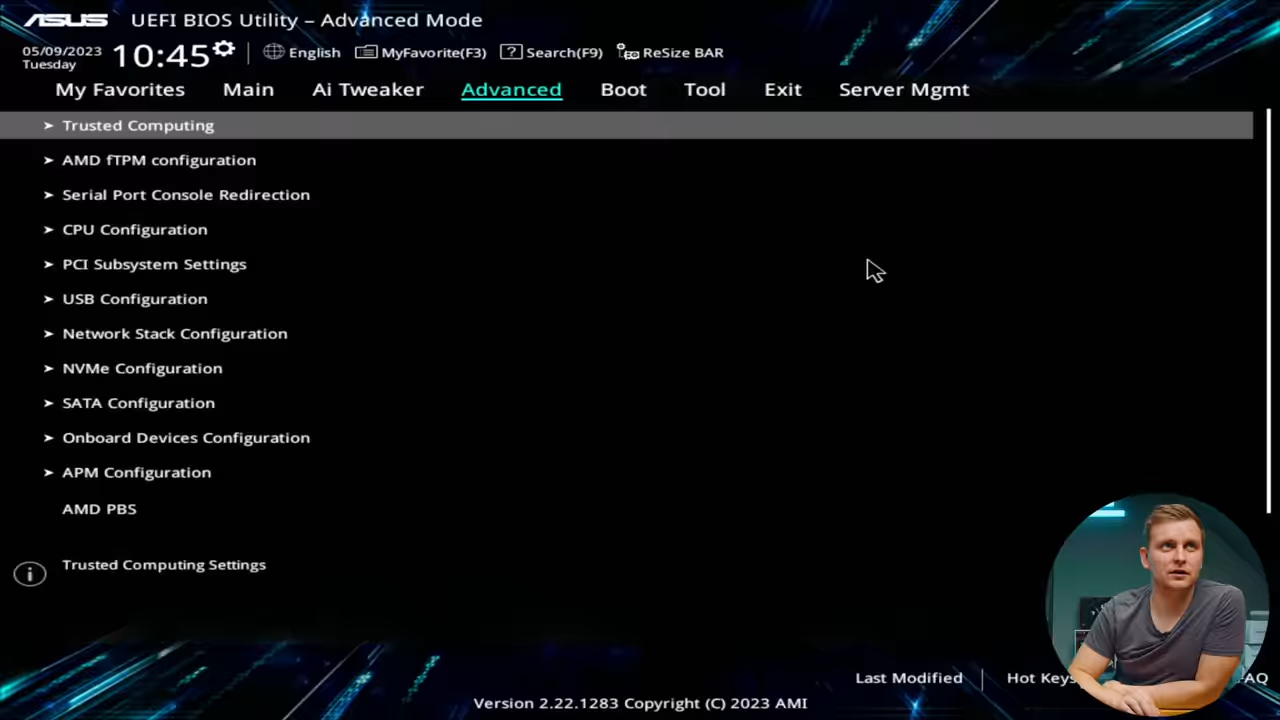 ASUS UEFI BIOS Utility – Advanced Mode
05/09/2023 Tuesday 10:45 English MyFavorite(F3) ? Search(F9) ReSize BAR
My Favorites Main Ai Tweaker Advanced Boot Tool Exit Server Mgmt
Trusted Computing
AMD fTPM configuration
Serial Port Console Redirection
CPU Configuration
PCI Subsystem Settings
USB Configuration
Network Stack Configuration
NVMe Configuration
SATA Configuration
Onboard Devices Configuration
APM Configuration
AMD PBS
i Trusted Computing Settings
Last Modified Hot Keys AQ
Version 2.22.1283 Copyright (C) 2023 AMI